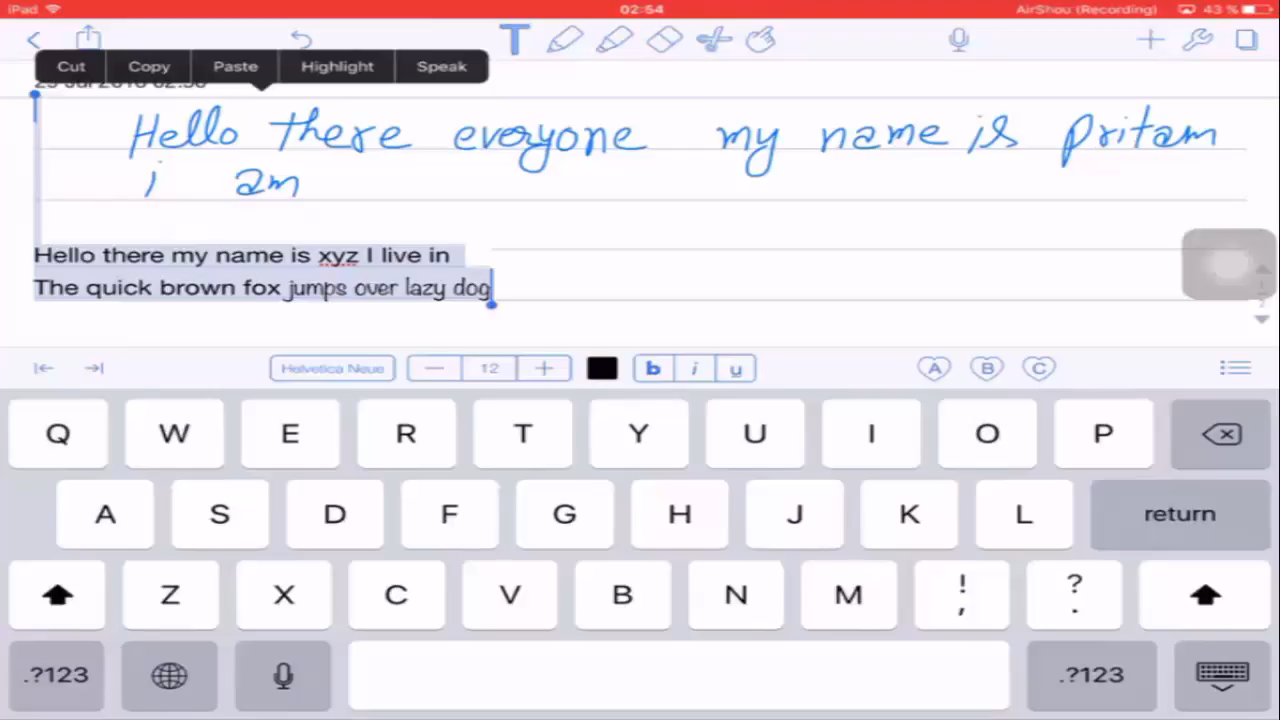 iPad 02:54 AirShou (Recording) 43 %
T
Cut Copy Paste Highlight Speak
Hello there everyone my name is pritam
i am
Hello there my name is xyz I live in
The quick brown fox jumps over lazy dog
Helvetica Neue — 12 + b i u A B C
Q W E R T Y U I O P
A S D F G H J K L return
Z X C V B N M ! , ? .
.?123 .?123